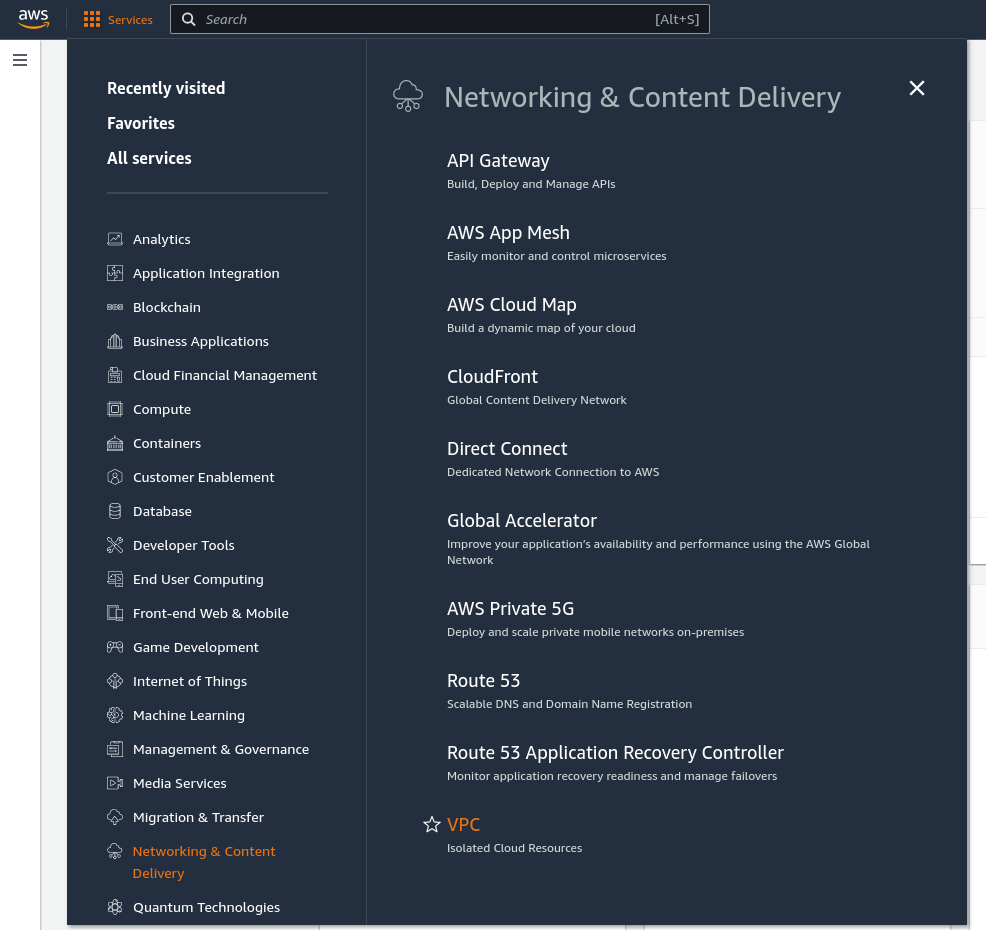 aws
Services
Search
[Alt+S]
Recently visited
Favorites
All services
Analytics
Application Integration
Blockchain
Business Applications
Cloud Financial Management
Compute
Containers
Customer Enablement
Database
Developer Tools
End User Computing
Front-end Web & Mobile
Game Development
Internet of Things
Machine Learning
Management & Governance
Media Services
Migration & Transfer
Networking & Content
Delivery
Quantum Technologies
Networking & Content Delivery
API Gateway
Build, Deploy and Manage APIs
AWS App Mesh
Easily monitor and control microservices
AWS Cloud Map
Build a dynamic map of your cloud
CloudFront
Global Content Delivery Network
Direct Connect
Dedicated Network Connection to AWS
Global Accelerator
Improve your application’s availability and performance using the AWS Global
Network
AWS Private 5G
Deploy and scale private mobile networks on-premises
Route 53
Scalable DNS and Domain Name Registration
Route 53 Application Recovery Controller
Monitor application recovery readiness and manage failovers
VPC
Isolated Cloud Resources